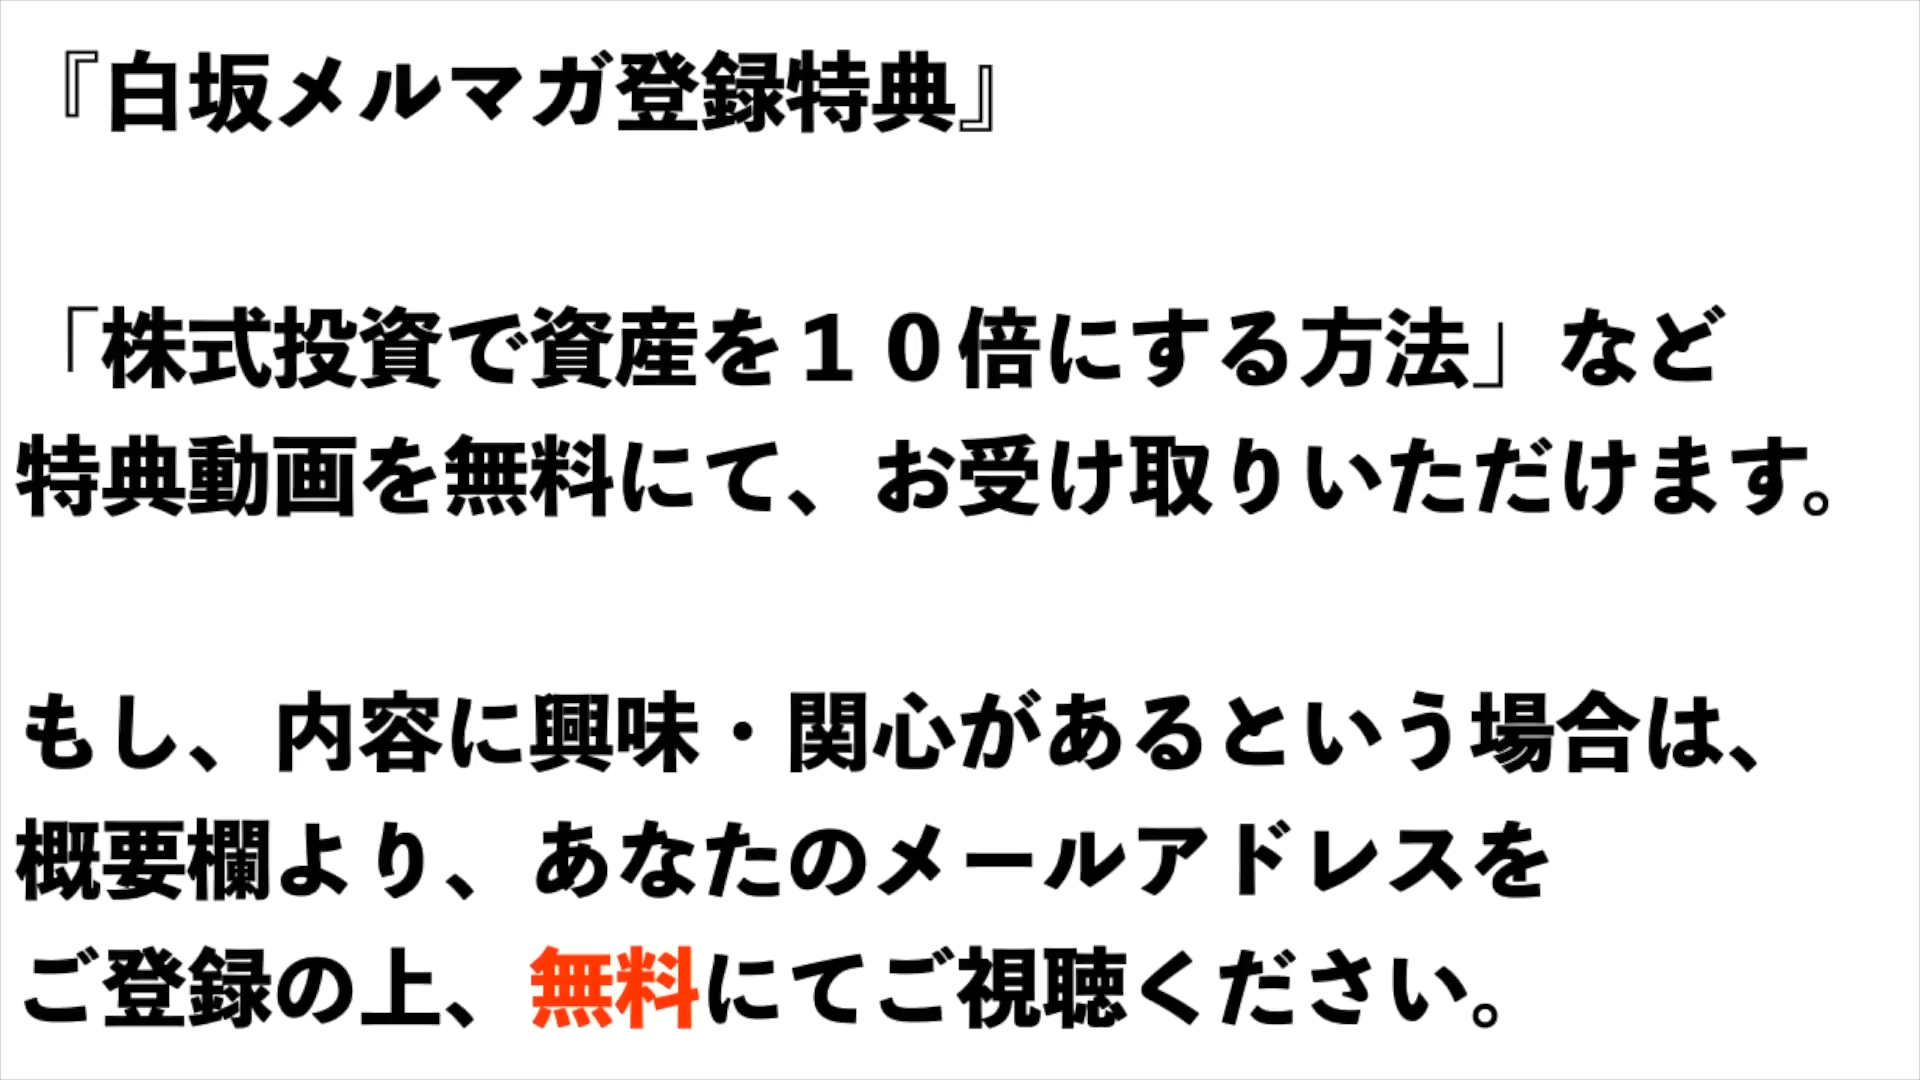 『白坂メルマガ登録特典』
「株式投資で資産を１０倍にする方法」など
特典動画を無料にて、お受け取りいただけます。
もし、内容に興味・関心があるという場合は、
概要欄より、あなたのメールアドレスを
ご登録の上、無料にてご視聴ください。